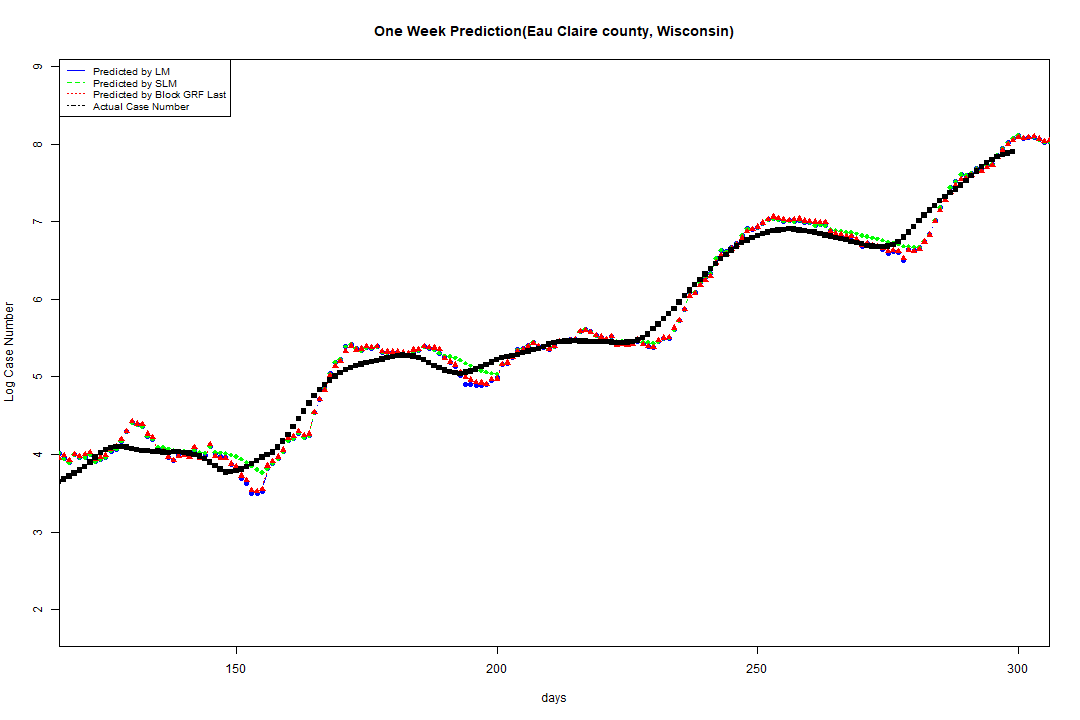 One Week Prediction(Eau Claire county, Wisconsin)
Predicted by LM
Predicted by SLM
Predicted by Block GRF Last
Actual Case Number
Log Case Number
9
8
7
6
5
4
3
2
150 200 250 300
days